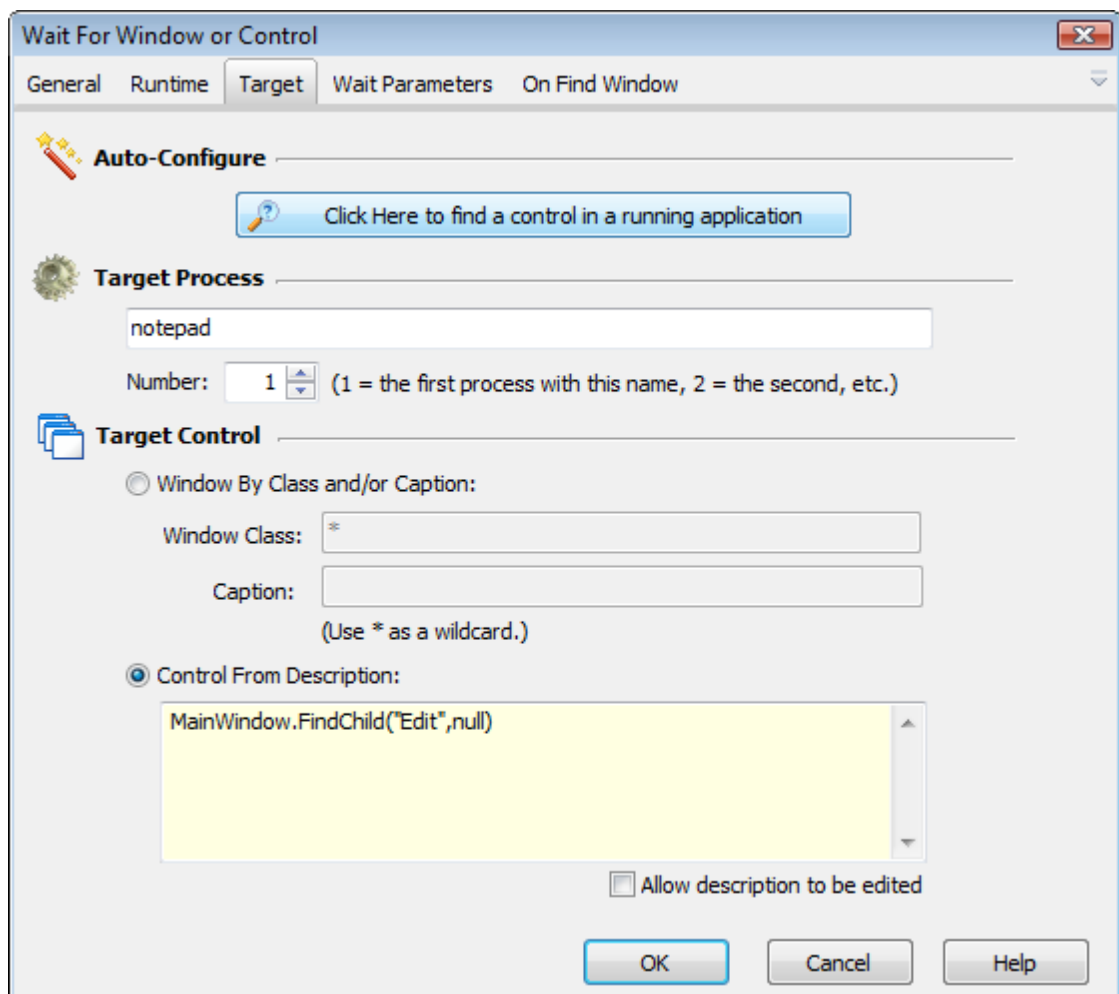 Wait For Window or Control
General Runtime Target Wait Parameters On Find Window
Auto-Configure
Click Here to find a control in a running application
Target Process
notepad
Number: 1 (1 = the first process with this name, 2 = the second, etc.)
Target Control
Window By Class and/or Caption:
Window Class: *
Caption:
(Use * as a wildcard.)
Control From Description:
MainWindow.FindChild("Edit",null)
Allow description to be edited
OK Cancel Help